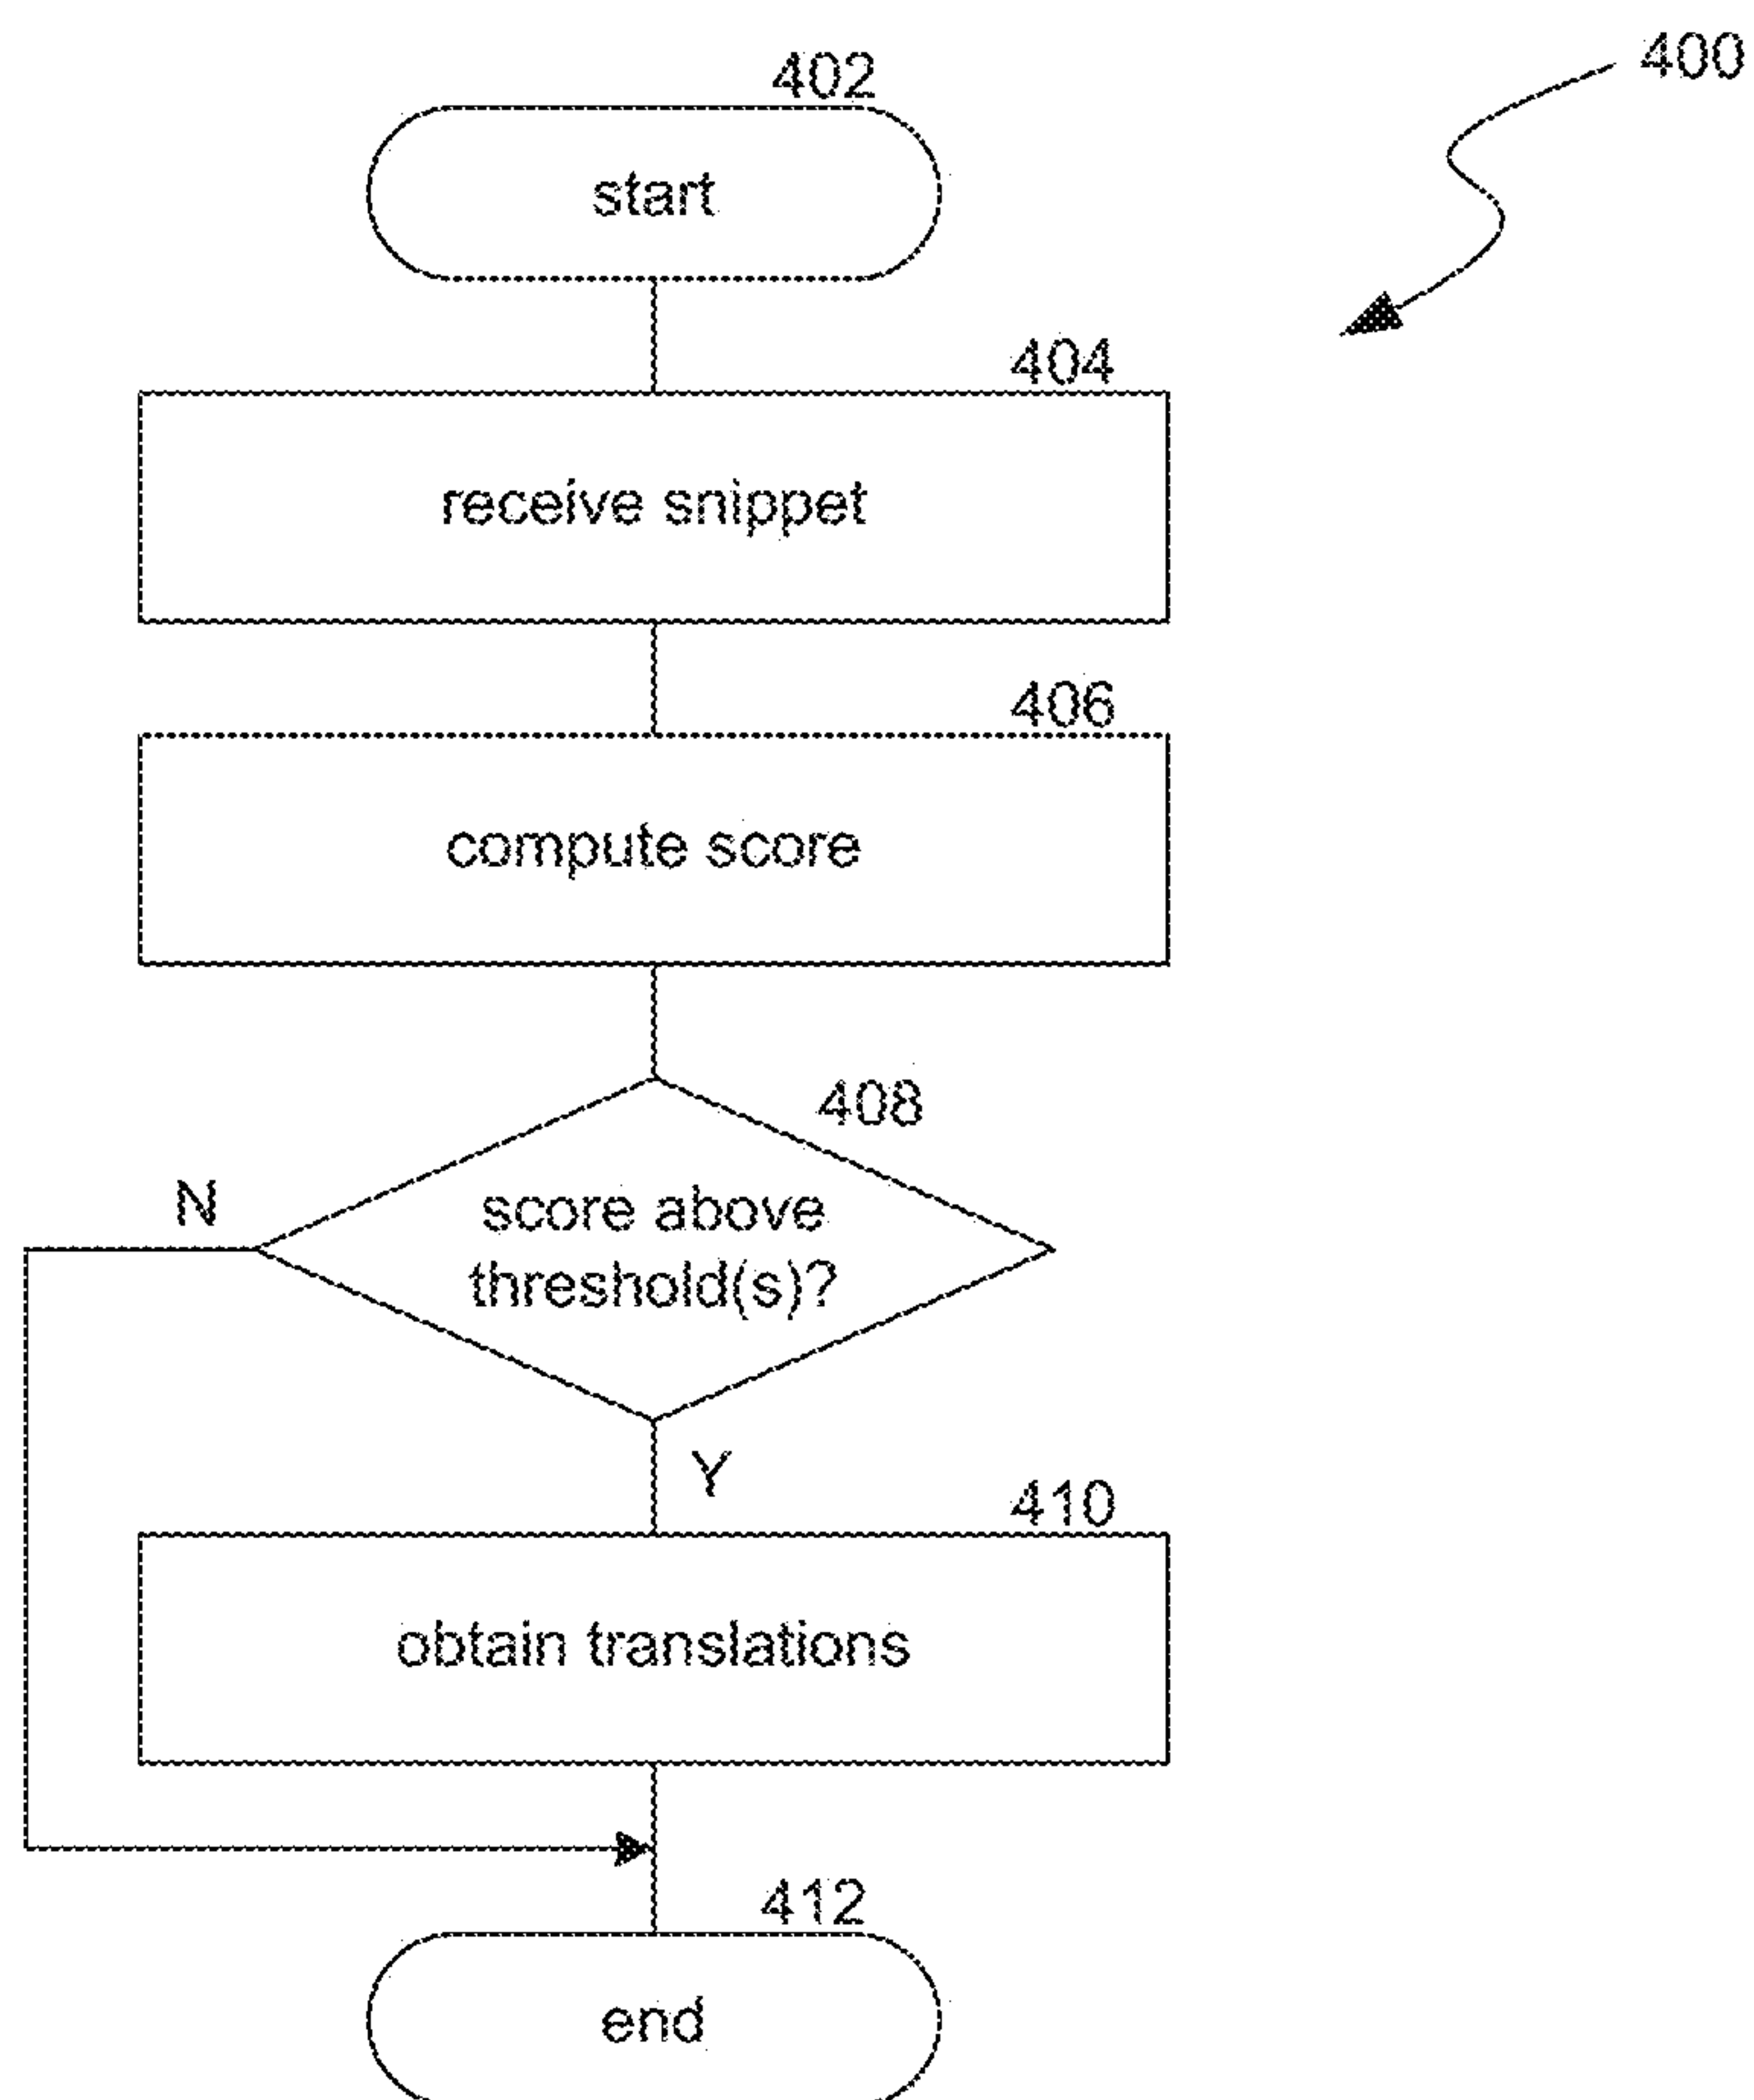 400
402
start
404
receive snippet
406
compute score
408
N
score above
threshold(s)?
Y
410
obtain translations
412
end